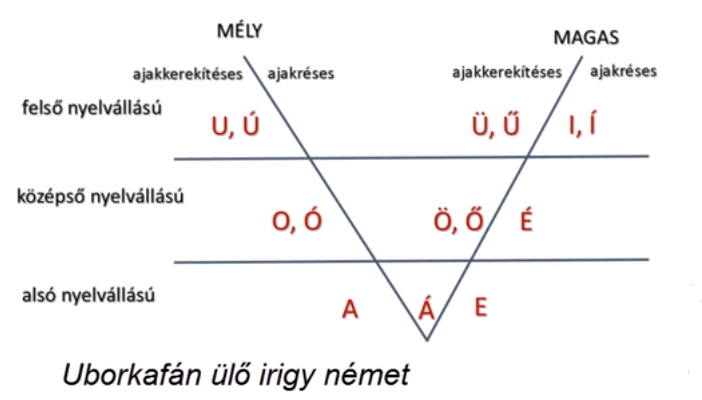 MÉLY
MAGAS
ajakkerekítéses ajakréses ajakkerekítéses ajakréses
felső nyelvállású
U, Ú Ü, Ű I, Í
középső nyelvállású
O, Ó Ö, Ő É
alsó nyelvállású
A Á E
Uborkafán ülő irigy német